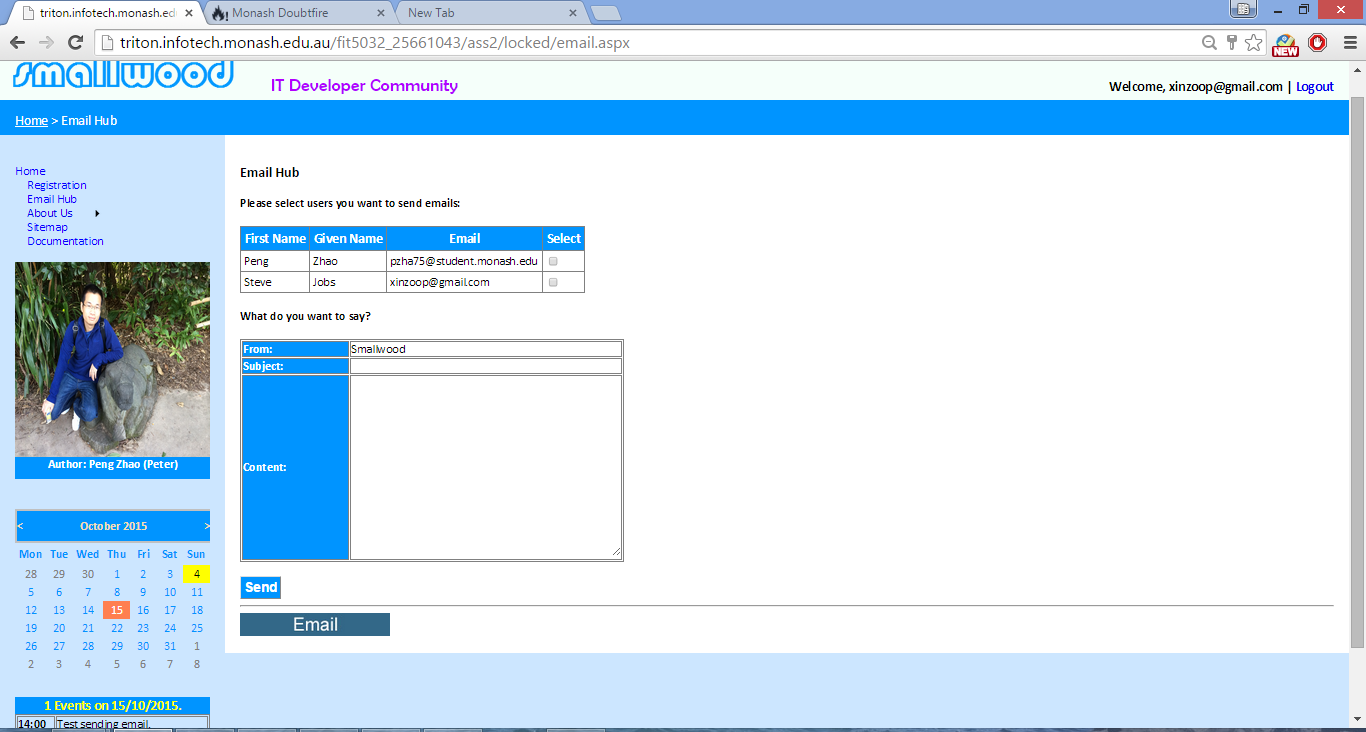 triton.infotech.monash.ed
Monash Doubtfire
New Tab
triton.infotech.monash.edu.au/fit5032_25661043/ass2/locked/email.aspx
NEW
smallwood
IT Developer Community
Welcome, xinzoop@gmail.com | Logout
Home > Email Hub
Home
Registration
Email Hub
About Us
Sitemap
Documentation
Author: Peng Zhao (Peter)
< October 2015 >
Mon Tue Wed Thu Fri Sat Sun
28 29 30 1 2 3 4
5 6 7 8 9 10 11
12 13 14 15 16 17 18
19 20 21 22 23 24 25
26 27 28 29 30 31 1
2 3 4 5 6 7 8
1 Events on 15/10/2015.
14:00 Test sending email.
Email Hub
Please select users you want to send emails:
First Name Given Name Email Select
Peng Zhao pzha75@student.monash.edu
Steve Jobs xinzoop@gmail.com
What do you want to say?
From: Smallwood
Subject:
Content:
Send
Email